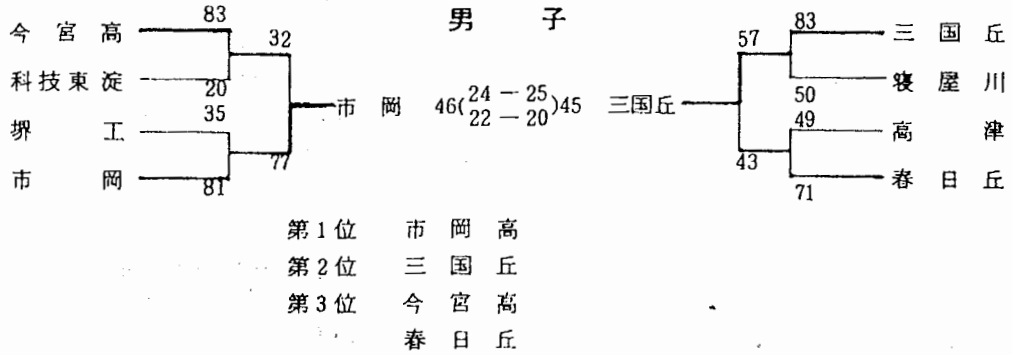 男子
83 83
今宮高 32 57 三国丘
科技東淀 寝屋川
20 50
市岡 46(24－25 22－20)45 三国丘
35 49
堺工 高津
77 43
市岡 春日丘
81 71
第1位 市岡高
第2位 三国丘
第3位 今宮高
春日丘